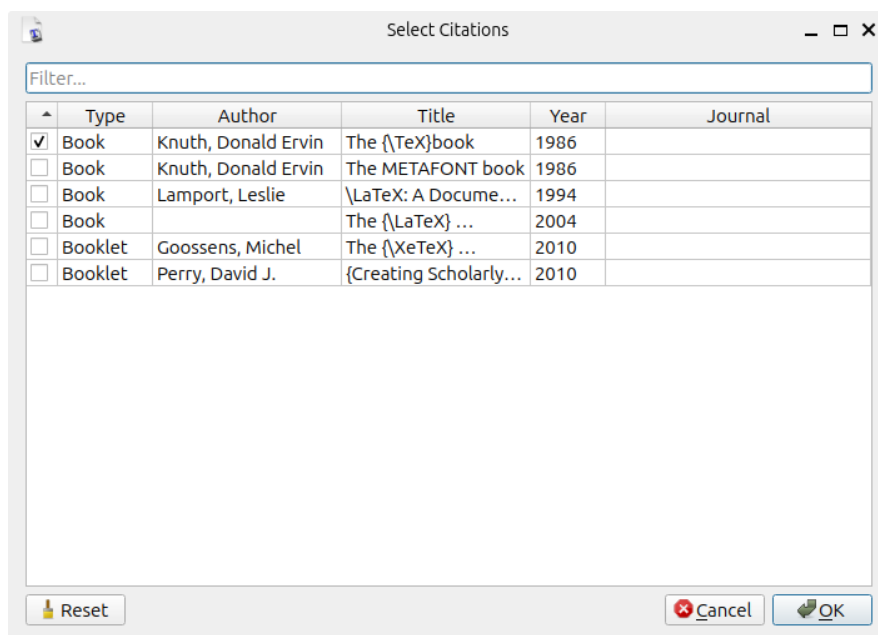 Select Citations
Filter...
Type Author Title Year Journal
Book Knuth, Donald Ervin The {\TeX}book 1986
Book Knuth, Donald Ervin The METAFONT book 1986
Book Lamport, Leslie \LaTeX: A Docume... 1994
Book The {\LaTeX} ... 2004
Booklet Goossens, Michel The {\XeTeX} ... 2010
Booklet Perry, David J. {Creating Scholarly... 2010
Reset Cancel OK